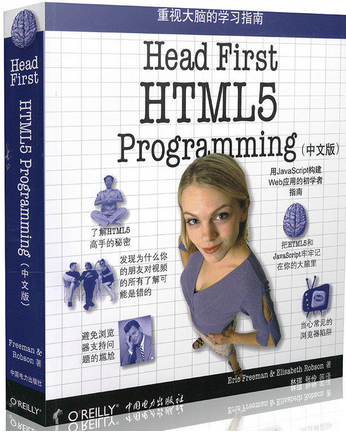 重视大脑的学习指南
Head First
HTML5
Programming
(中文版)
用JavaScript构建
Web应用的初学者
指南
了解HTML5
高手的秘密
发现为什么你
的朋友对视频
的所有了解可
能是错的
把HTML5和
JavaScript牢牢记
在你的大脑里
避免浏览
器支持问
题的尴尬
当心常见的
浏览器陷阱
Eric Freeman & Elisabeth Robson 著
林琪 张伶 等译
O'REILLY®
中国电力出版社
Head
First
HTML5 Programming
(中文版)
Freeman &
Robson 著
中国电力出版社